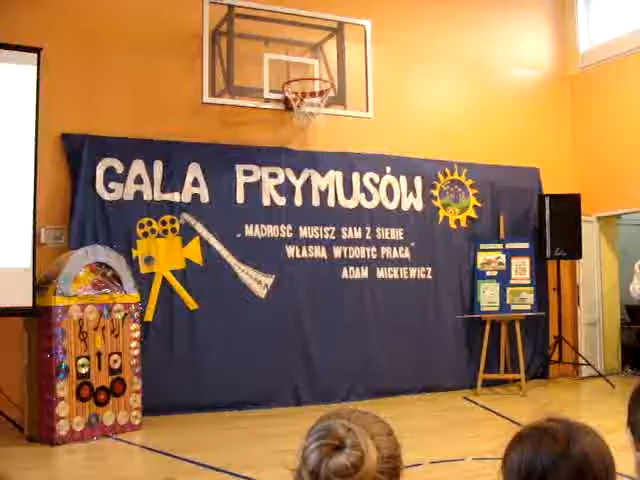 GALA PRYMUSÓW
„MĄDROŚĆ MUSISZ SAM Z SIEBIE
WŁASNĄ WYDOBYĆ PRACĄ"
ADAM MICKIEWICZ